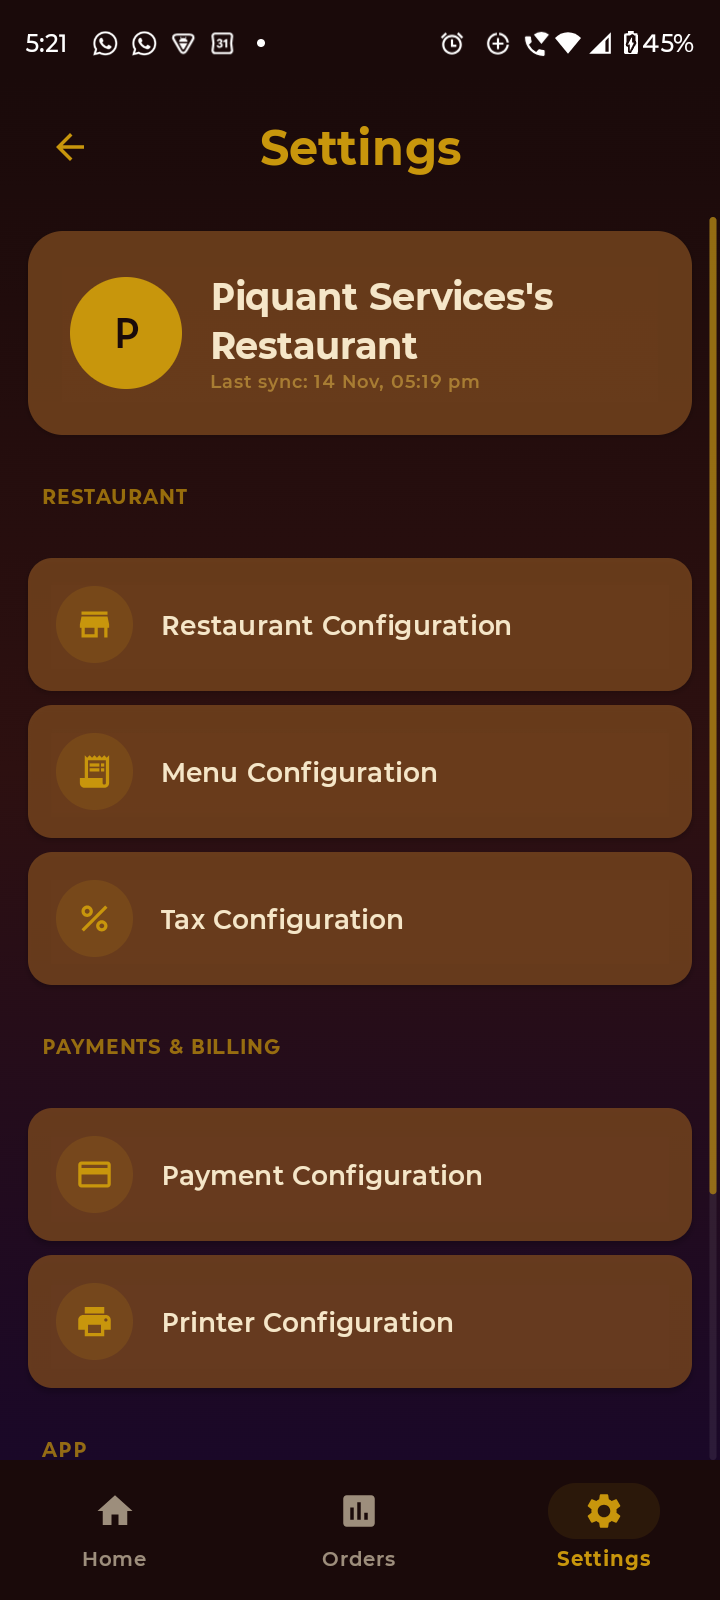 5:21 31 45%
Settings
P
Piquant Services's
Restaurant
Last sync: 14 Nov, 05:19 pm
RESTAURANT
Restaurant Configuration
Menu Configuration
Tax Configuration
PAYMENTS & BILLING
Payment Configuration
Printer Configuration
APP
Home Orders Settings